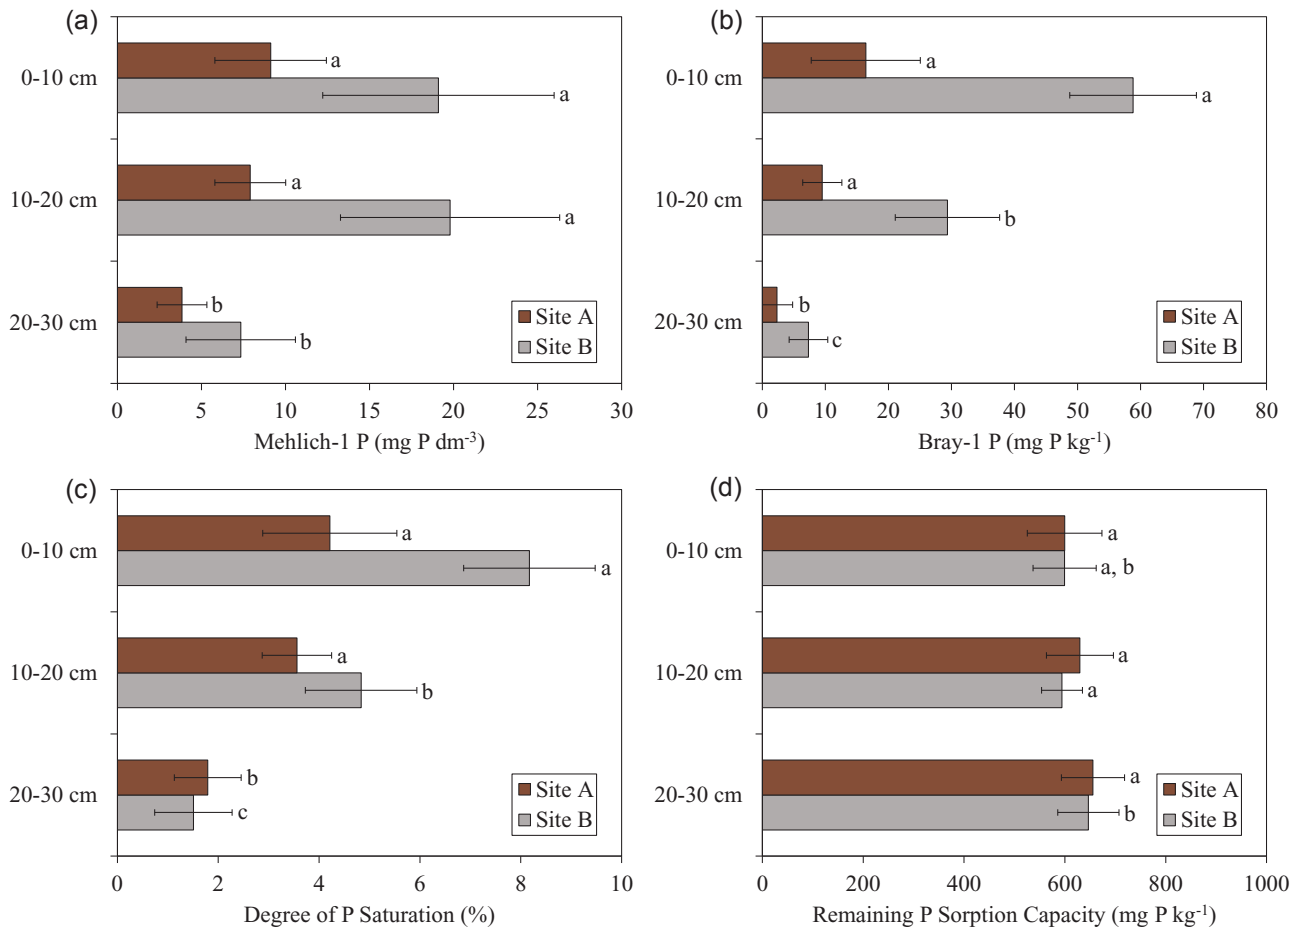 (a)
0-10 cm
a
a
10-20 cm
a
a
20-30 cm
b
b
Site A
Site B
0 5 10 15 20 25 30
Mehlich-1 P (mg P dm⁻³)
(b)
0-10 cm
a
a
10-20 cm
a
b
20-30 cm
b
c
Site A
Site B
0 10 20 30 40 50 60 70 80
Bray-1 P (mg P kg⁻¹)
(c)
0-10 cm
a
a
10-20 cm
a
b
20-30 cm
b
c
Site A
Site B
0 2 4 6 8 10
Degree of P Saturation (%)
(d)
0-10 cm
a
a, b
10-20 cm
a
a
20-30 cm
a
b
Site A
Site B
0 200 400 600 800 1000
Remaining P Sorption Capacity (mg P kg⁻¹)